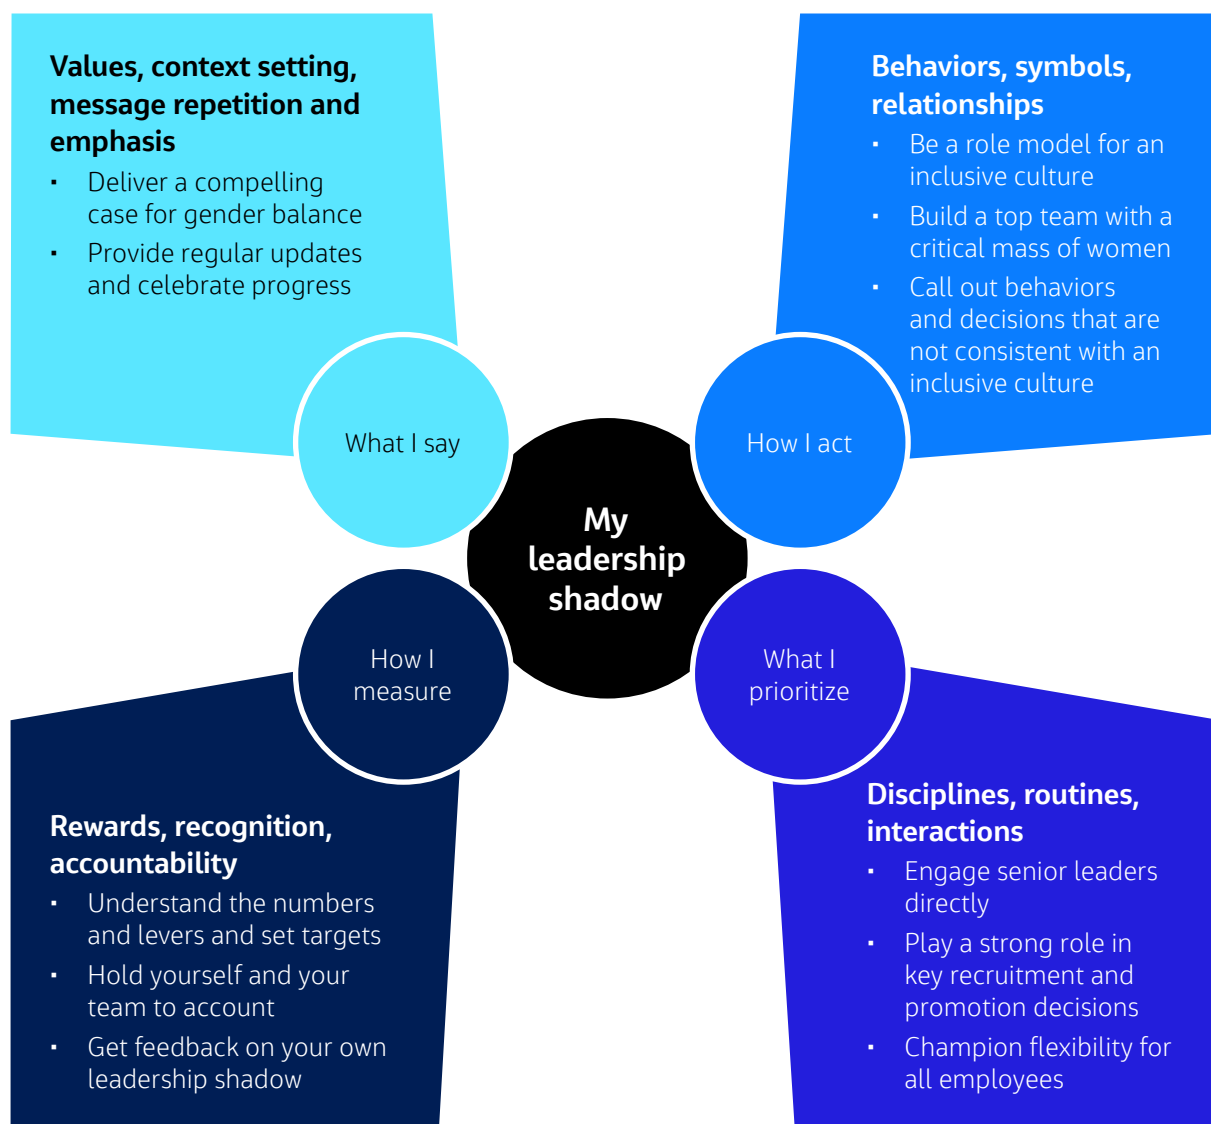 Values, context setting,
message repetition and
emphasis
▪ Deliver a compelling
case for gender balance
▪ Provide regular updates
and celebrate progress
Behaviors, symbols,
relationships
▪ Be a role model for an
inclusive culture
▪ Build a top team with a
critical mass of women
▪ Call out behaviors
and decisions that are
not consistent with an
inclusive culture
What I say
How I act
My
leadership
shadow
How I
measure
What I
prioritize
Rewards, recognition,
accountability
▪ Understand the numbers
and levers and set targets
▪ Hold yourself and your
team to account
▪ Get feedback on your own
leadership shadow
Disciplines, routines,
interactions
▪ Engage senior leaders
directly
▪ Play a strong role in
key recruitment and
promotion decisions
▪ Champion flexibility for
all employees